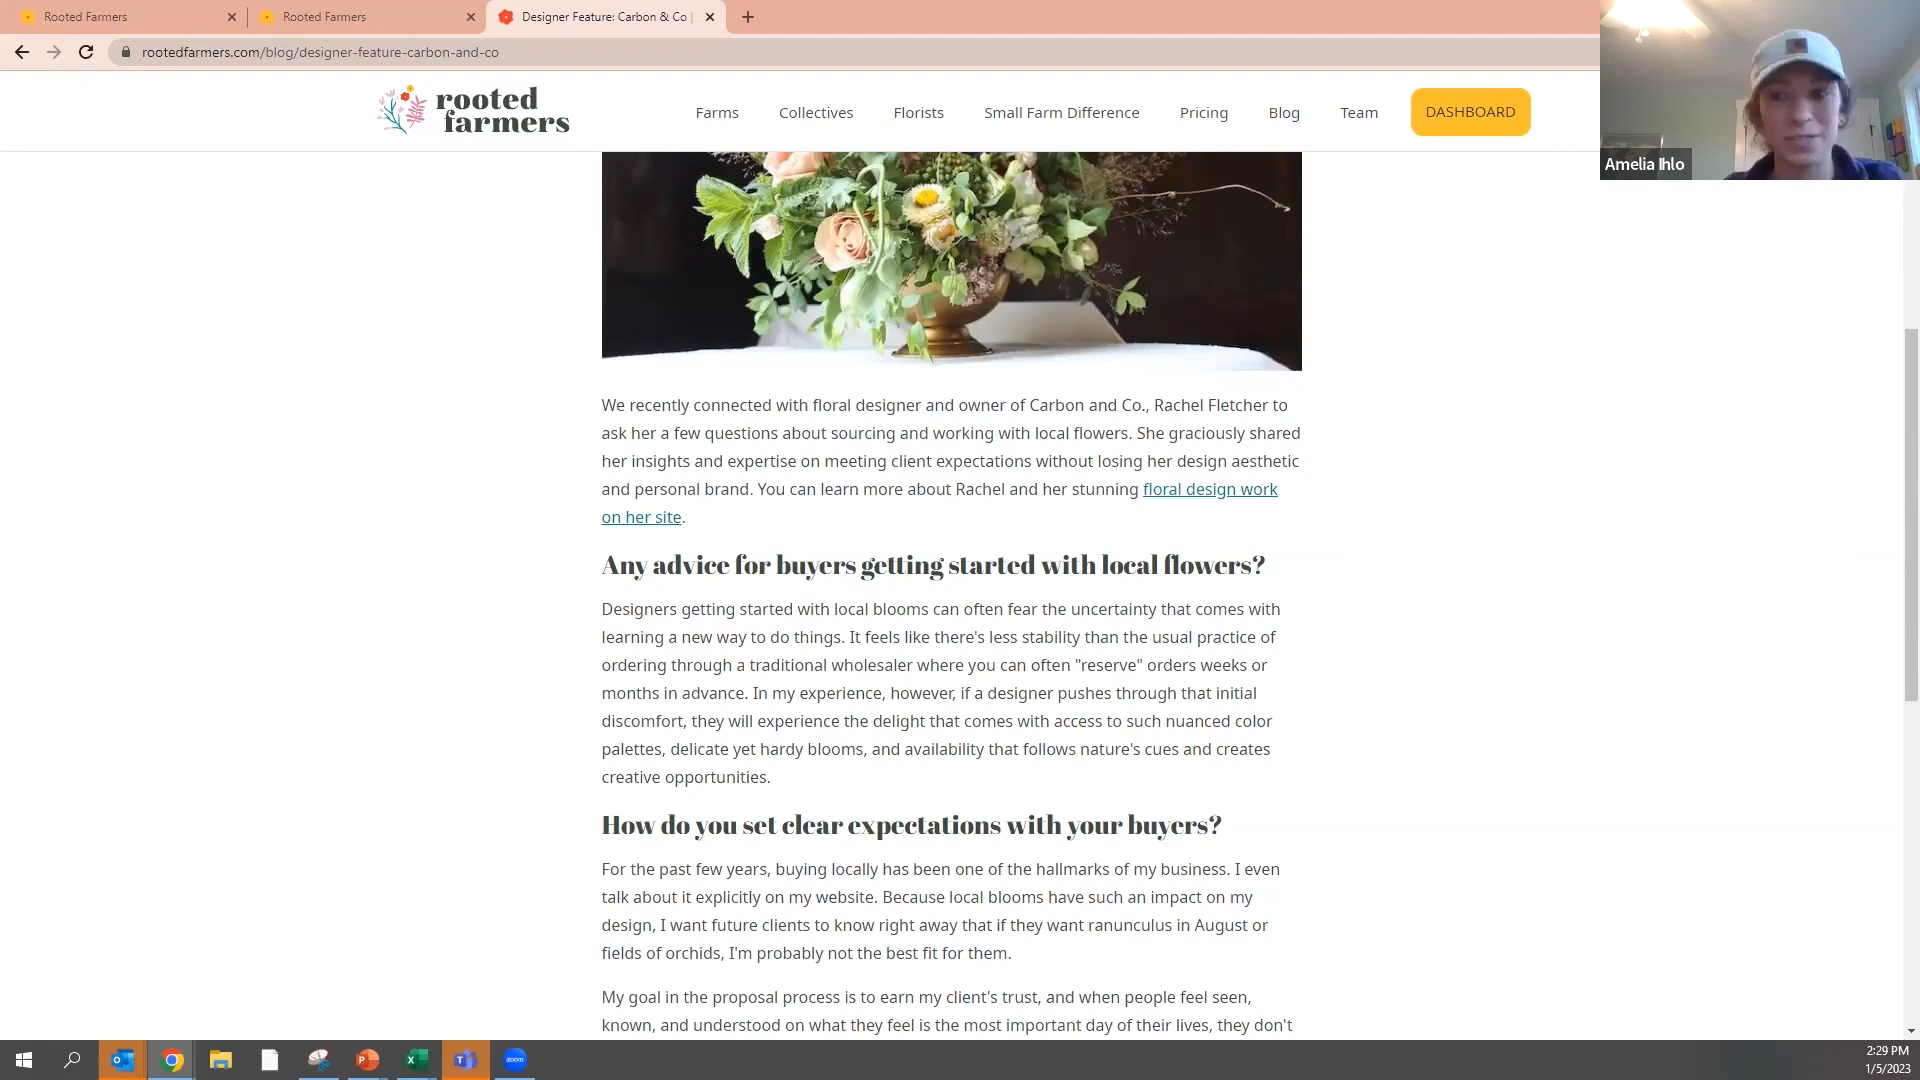 Rooted Farmers
Rooted Farmers
Designer Feature: Carbon & Co |
rootedfarmers.com/blog/designer-feature-carbon-and-co
rooted
farmers
Farms
Collectives
Florists
Small Farm Difference
Pricing
Blog
Team
DASHBOARD
Amelia Ihlo
We recently connected with floral designer and owner of Carbon and Co., Rachel Fletcher to
ask her a few questions about sourcing and working with local flowers. She graciously shared
her insights and expertise on meeting client expectations without losing her design aesthetic
and personal brand. You can learn more about Rachel and her stunning floral design work
on her site.
Any advice for buyers getting started with local flowers?
Designers getting started with local blooms can often fear the uncertainty that comes with
learning a new way to do things. It feels like there's less stability than the usual practice of
ordering through a traditional wholesaler where you can often "reserve" orders weeks or
months in advance. In my experience, however, if a designer pushes through that initial
discomfort, they will experience the delight that comes with access to such nuanced color
palettes, delicate yet hardy blooms, and availability that follows nature's cues and creates
creative opportunities.
How do you set clear expectations with your buyers?
For the past few years, buying locally has been one of the hallmarks of my business. I even
talk about it explicitly on my website. Because local blooms have such an impact on my
design, I want future clients to know right away that if they want ranunculus in August or
fields of orchids, I'm probably not the best fit for them.
My goal in the proposal process is to earn my client's trust, and when people feel seen,
known, and understood on what they feel is the most important day of their lives, they don't
zoom
2:29 PM
1/5/2023